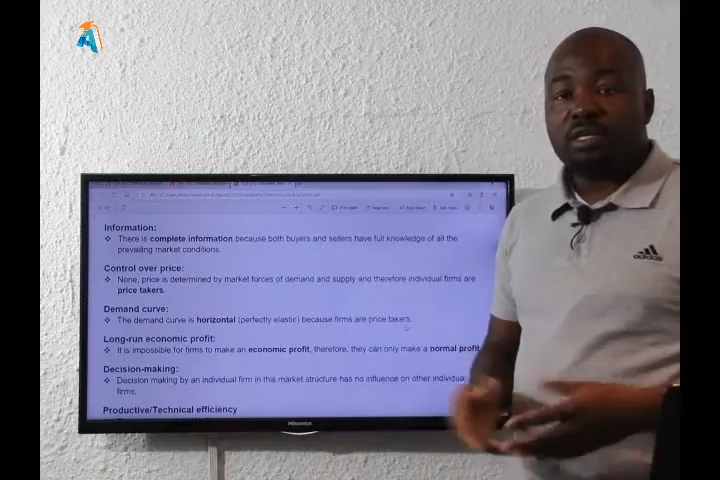 A
Information:
❖ There is complete information because both buyers and sellers have full knowledge of all the
prevailing market conditions.
Control over price:
❖ None, price is determined by market forces of demand and supply and therefore individual firms are
price takers.
Demand curve:
❖ The demand curve is horizontal (perfectly elastic) because firms are price takers.
Long-run economic profit:
❖ It is impossible for firms to make an economic profit, therefore, they can only make a normal profit
Decision-making:
❖ Decision making by an individual firm in this market structure has no influence on other individual
firms.
Productive/Technical efficiency
Hisense
adidas